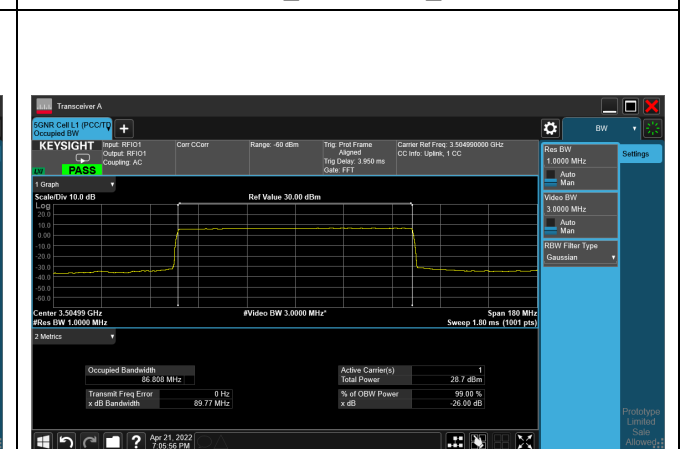 Transceiver A
5GNR Cell L1 (PCC/TD
Occupied BW
KEYSIGHT
PASS
Input: RFIO1
Output: RFIO1
Coupling: AC
Corr CCorr
Range: -60 dBm
Trig: Prot Frame
Aligned
Trig Delay: 3.950 ms
Gate: FFT
Carrier Ref Freq: 3.504990000 GHz
CC Info: Uplink, 1 CC
BW
Res BW
1.0000 MHz
Auto
Man
Settings
Video BW
3.0000 MHz
Auto
Man
RBW Filter Type
Gaussian
1 Graph
Scale/Div 10.0 dB
Ref Value 30.00 dBm
Log
20.0
10.0
0.00
-10.0
-20.0
-30.0
-40.0
-50.0
-60.0
Center 3.50499 GHz
#Video BW 3.0000 MHz*
Span 180 MHz
#Res BW 1.0000 MHz
Sweep 1.80 ms (1001 pts)
2 Metrics
Occupied Bandwidth
86.808 MHz
Transmit Freq Error 0 Hz
x dB Bandwidth 89.77 MHz
Active Carrier(s) 1
Total Power 28.7 dBm
% of OBW Power 99.00 %
x dB -26.00 dB
Prototype
Limited
Sale
Allowed
Apr 21, 2022
7:05:56 PM